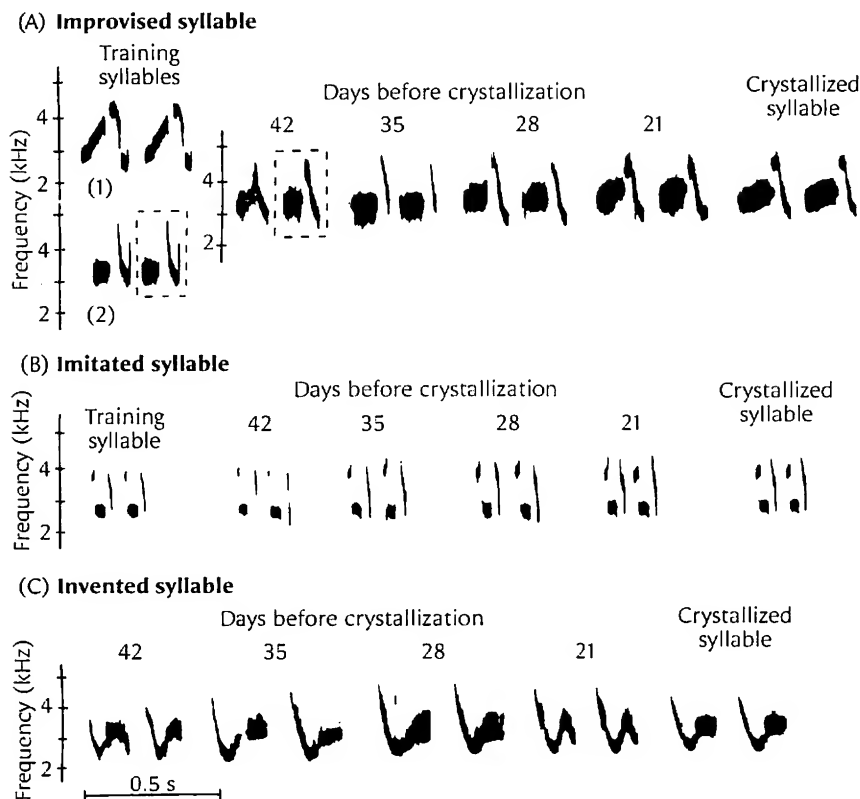 (A) Improvised syllable
Training
syllables
Days before crystallization
Crystallized
syllable
42 35 28 21
Frequency (kHz)
4
2
(1)
4
2
(2)
4
2
(B) Imitated syllable
Days before crystallization
Training
syllable
Crystallized
syllable
42 35 28 21
Frequency (kHz)
4
2
(C) Invented syllable
Days before crystallization
Crystallized
syllable
42 35 28 21
Frequency (kHz)
4
2
0.5 s